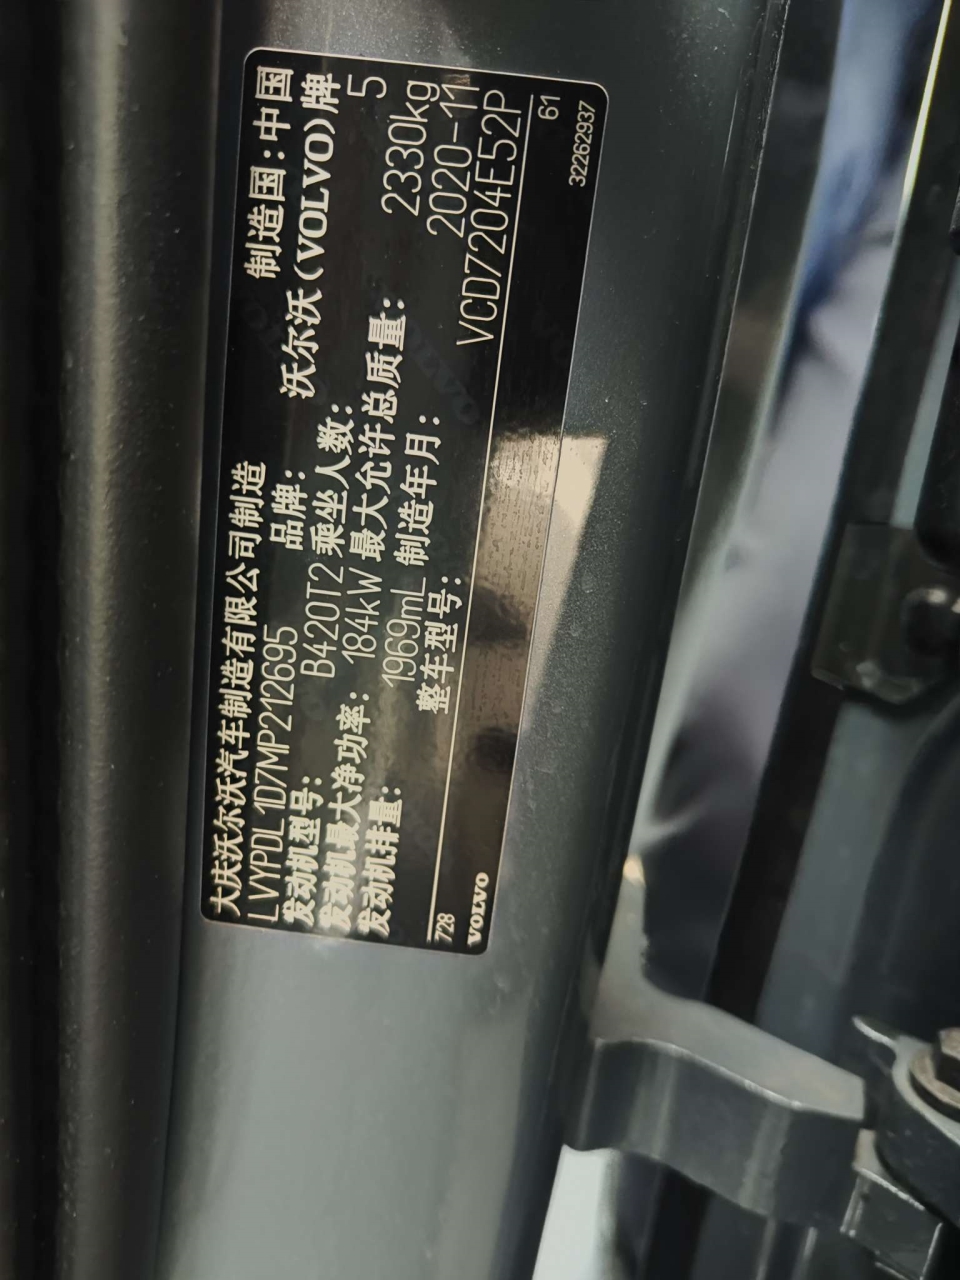 大庆沃尔沃汽车制造有限公司制造 制造国：中国
LVYPDL1D7MP212695 品牌： 沃尔沃(VOLVO)牌
发动机型号： B420T2 乘坐人数： 5
发动机最大净功率： 184kW 最大允许总质量： 2330kg
发动机排量： 1969mL 制造年月： 2020-11
整车型号： VCD7204E52P
728 61
VOLVO 32262937